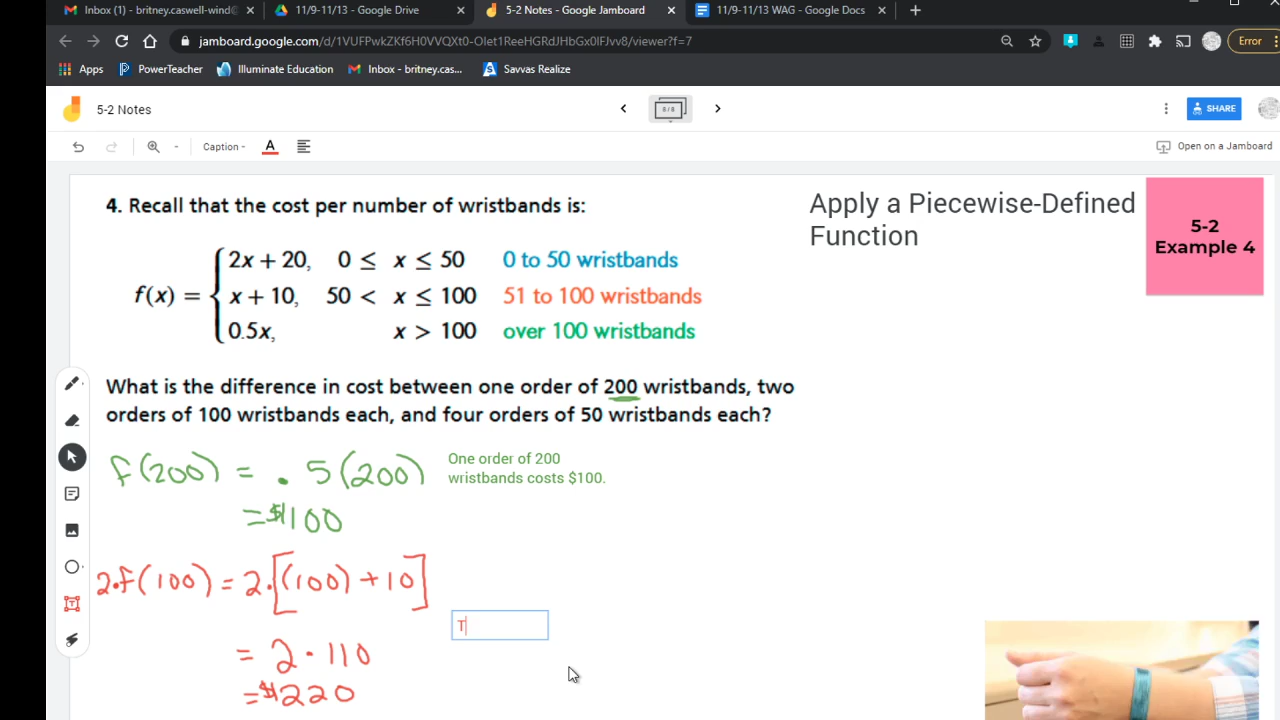 Inbox (1) - britney.caswell-wind@
11/9-11/13 - Google Drive
5-2 Notes - Google Jamboard
11/9-11/13 WAG - Google Docs
jamboard.google.com/d/1VUFPwkZKf6H0VVQXt0-OIet1ReeHGRdJHbGx0IFJvv8/viewer?f=7
Error
Apps
PowerTeacher
Illuminate Education
Inbox - britney.cas...
Savvas Realize
5-2 Notes
6 / 6
SHARE
Caption
A
Open on a Jamboard
4. Recall that the cost per number of wristbands is:
Apply a Piecewise-Defined
Function
5-2
Example 4
2x + 20, 0 ≤ x ≤ 50 0 to 50 wristbands
f(x) = { x + 10, 50 < x ≤ 100 51 to 100 wristbands
0.5x, x > 100 over 100 wristbands
What is the difference in cost between one order of 200 wristbands, two
orders of 100 wristbands each, and four orders of 50 wristbands each?
f(200) = .5(200)
= $100
One order of 200
wristbands costs $100.
2·f(100) = 2·[(100) + 10]
= 2 · 110
= $220
T